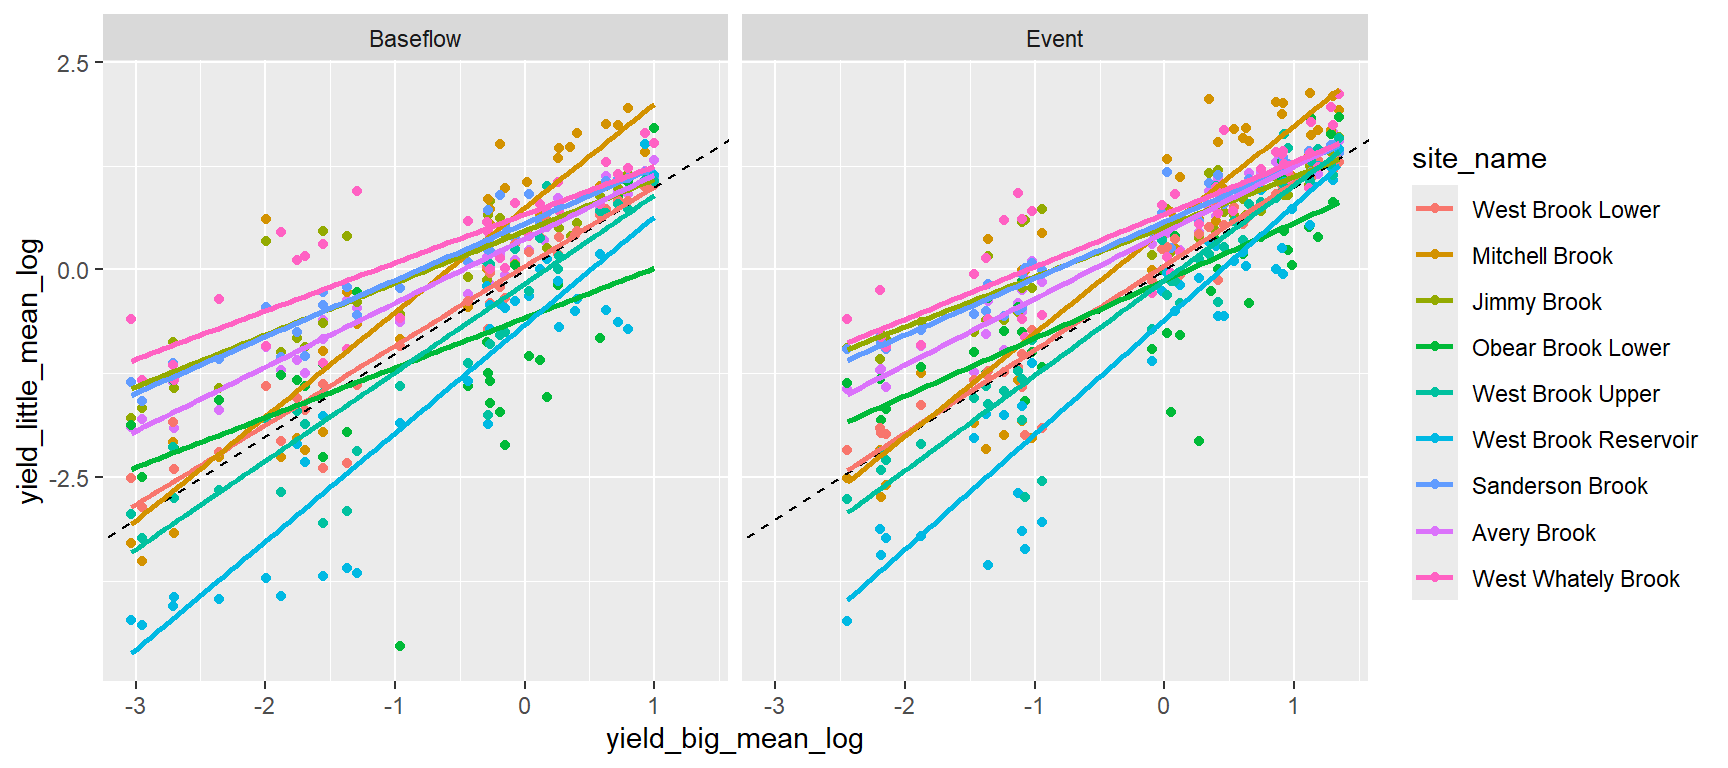 Baseflow
Event
2.5
0.0
-2.5
yield_little_mean_log
-3
-2
-1
0
1
-3
-2
-1
0
1
yield_big_mean_log
site_name
West Brook Lower
Mitchell Brook
Jimmy Brook
Obear Brook Lower
West Brook Upper
West Brook Reservoir
Sanderson Brook
Avery Brook
West Whately Brook